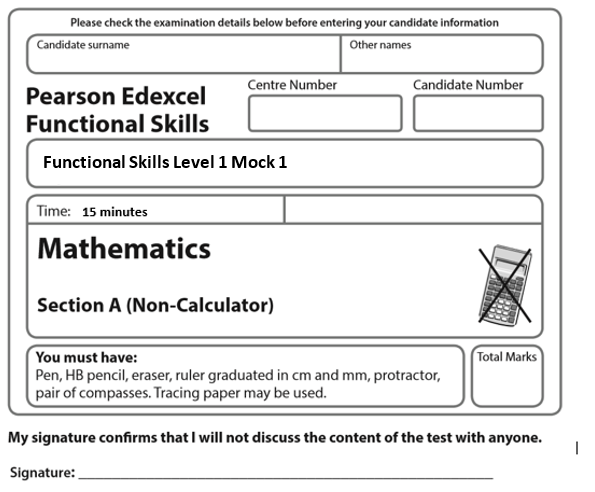 Please check the examination details below before entering your candidate information
Candidate surname
Other names
Pearson Edexcel
Functional Skills
Centre Number
Candidate Number
Functional Skills Level 1 Mock 1
Time: 15 minutes
Mathematics
Section A (Non-Calculator)
You must have:
Pen, HB pencil, eraser, ruler graduated in cm and mm, protractor,
pair of compasses. Tracing paper may be used.
Total Marks
My signature confirms that I will not discuss the content of the test with anyone.
Signature: ______________________________________________________